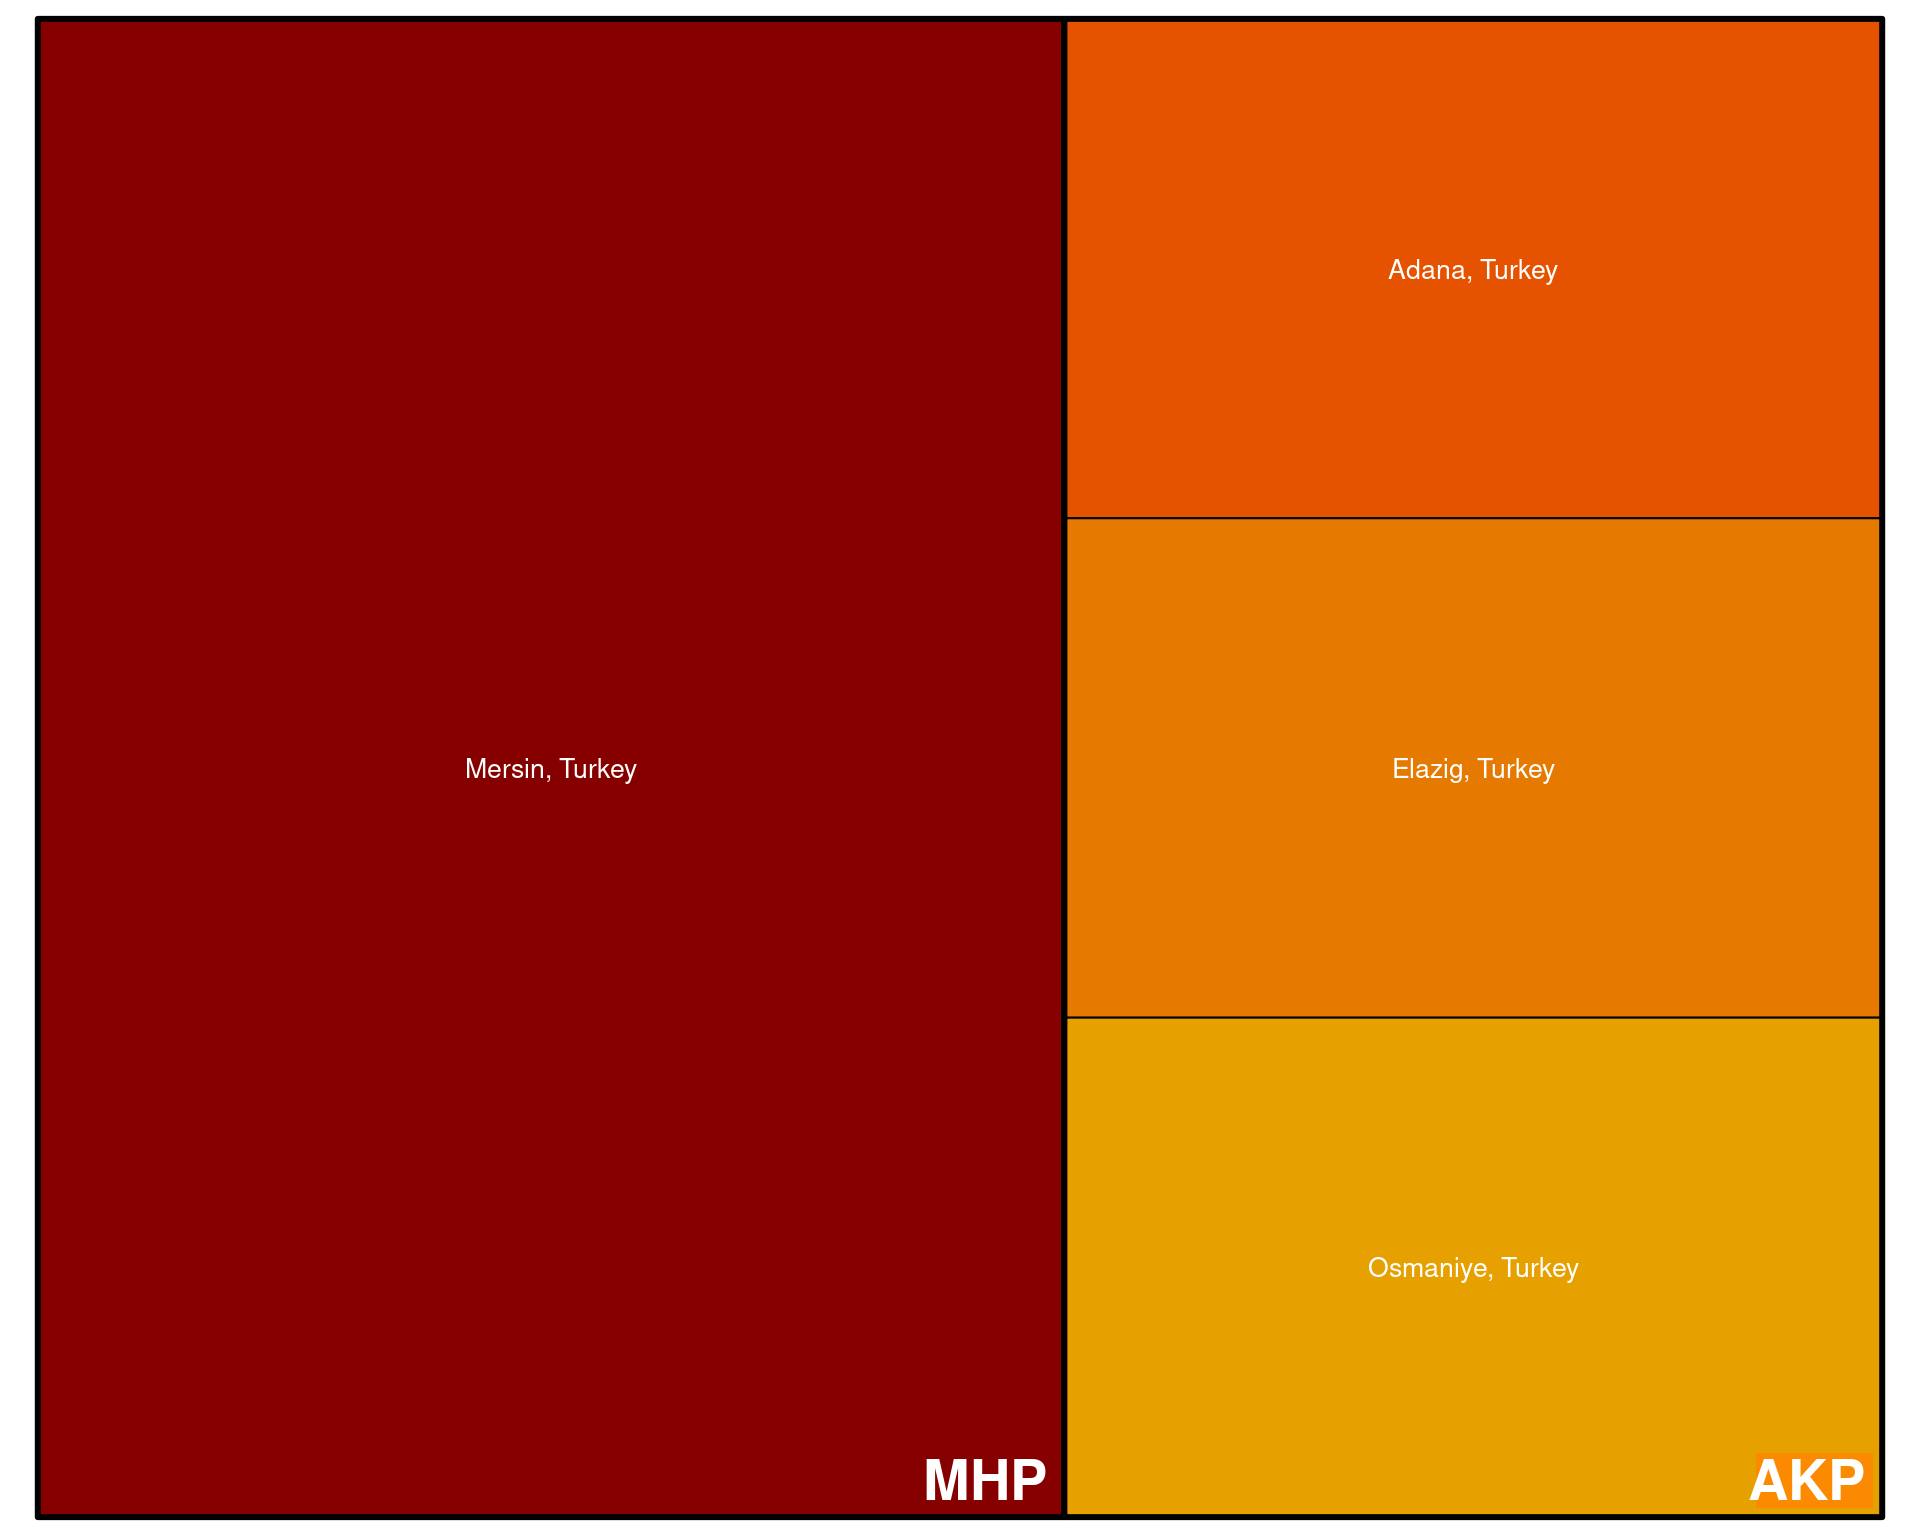 Adana, Turkey
Mersin, Turkey
Elazig, Turkey
Osmaniye, Turkey
MHP
AKP